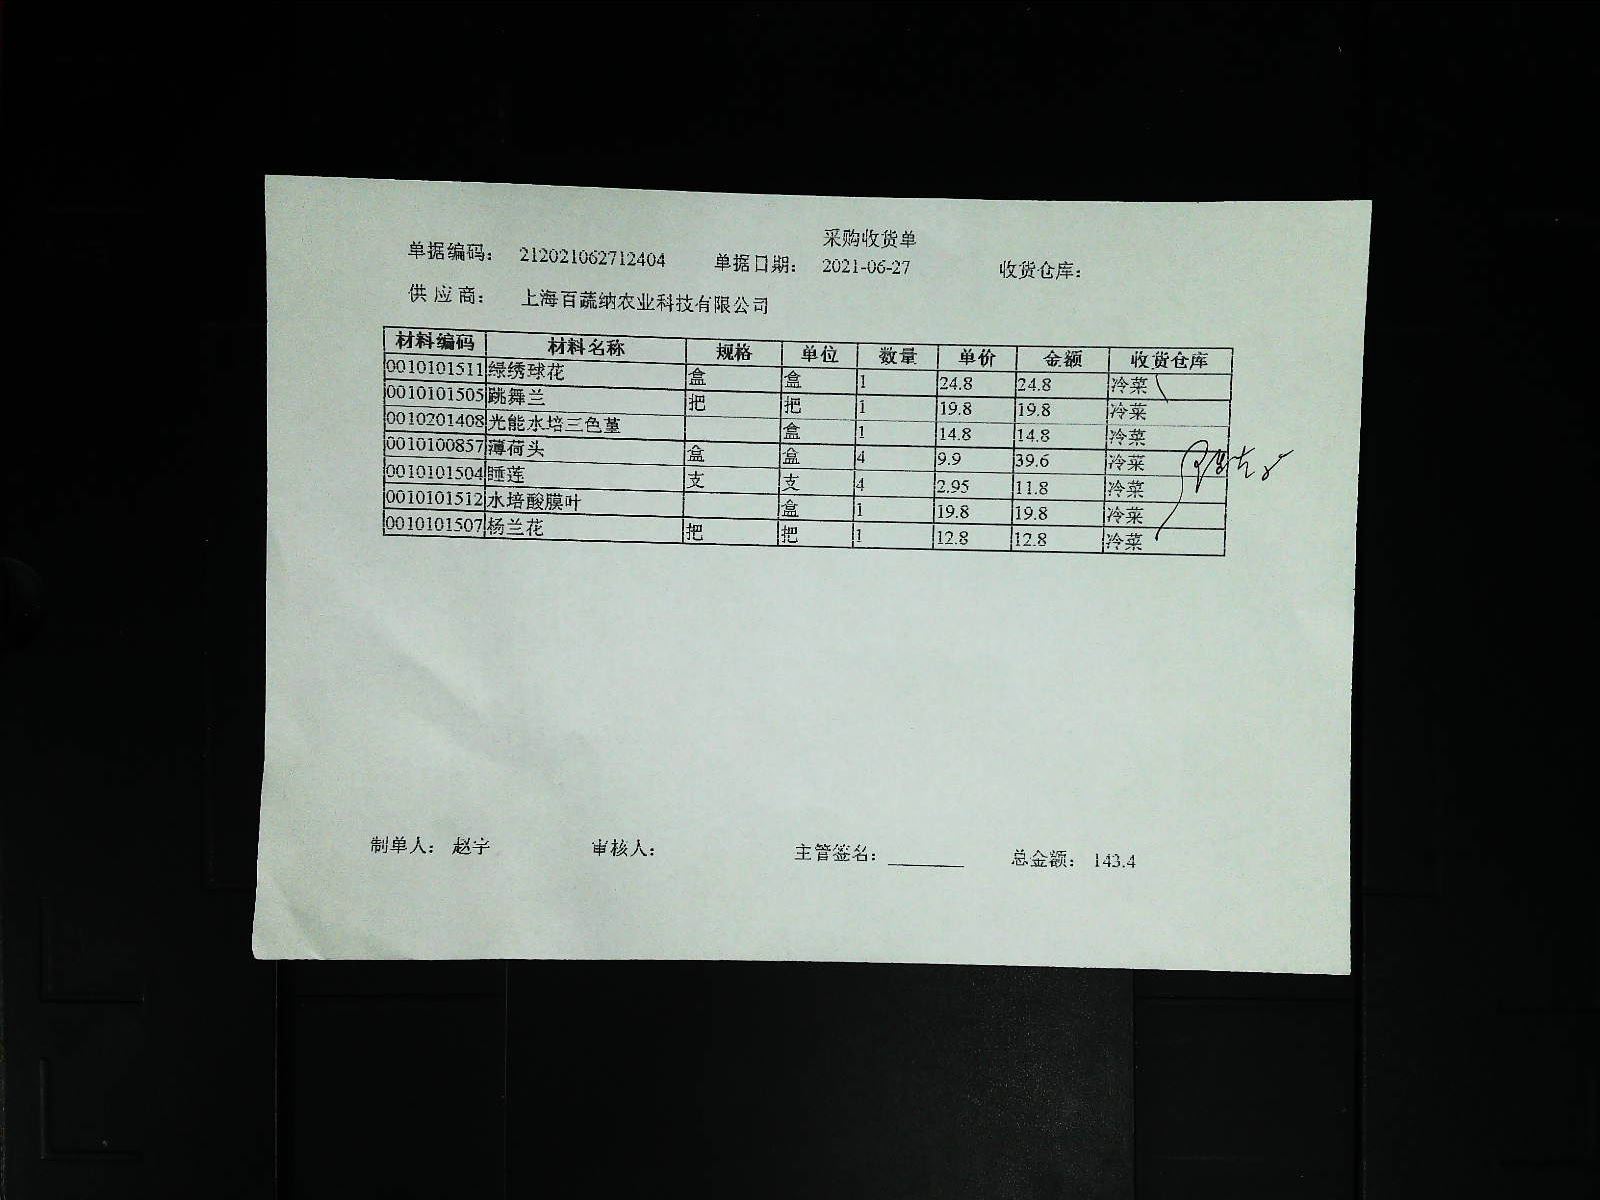 采购收货单
单据编码： 212021062712404 单据日期： 2021-06-27 收货仓库：
供 应 商： 上海百蔬纳农业科技有限公司
材料编码 材料名称 规格 单位 数量 单价 金额 收货仓库
0010101511 绿绣球花 盒 盒 1 24.8 24.8 冷菜
0010101505 跳舞兰 把 把 1 19.8 19.8 冷菜
0010201408 光能水培三色堇 盒 1 14.8 14.8 冷菜
0010100857 薄荷头 盒 盒 4 9.9 39.6 冷菜
0010101504 睡莲 支 支 4 2.95 11.8 冷菜
0010101512 水培酸膜叶 盒 1 19.8 19.8 冷菜
0010101507 杨兰花 把 把 1 12.8 12.8 冷菜
制单人： 赵宇 审核人： 主管签名： 总金额： 143.4